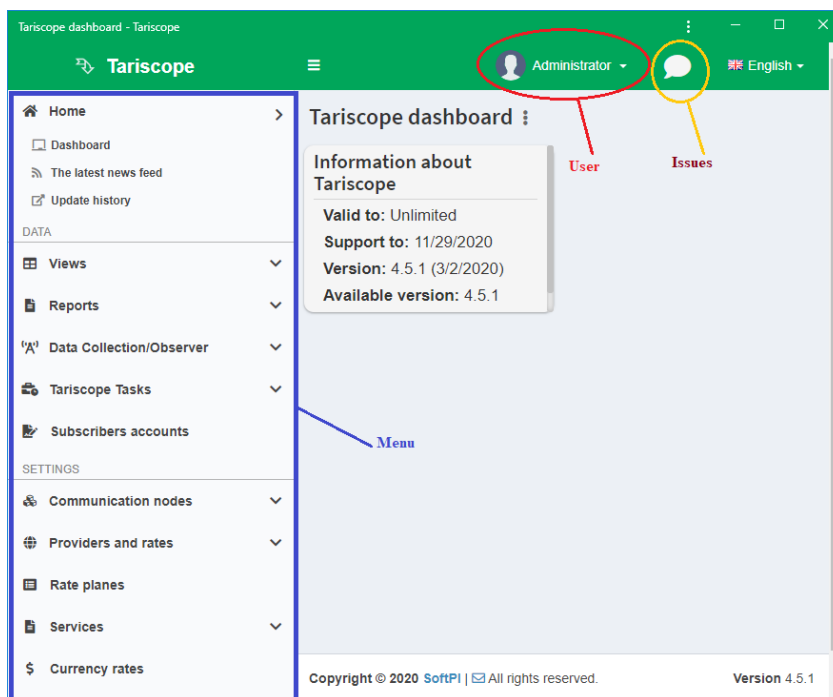 Tariscope dashboard - Tariscope
Tariscope
Administrator
English
Home
Dashboard
The latest news feed
Update history
DATA
Views
Reports
Data Collection/Observer
Tariscope Tasks
Subscribers accounts
SETTINGS
Communication nodes
Providers and rates
Rate planes
Services
Currency rates
Tariscope dashboard
Information about
Tariscope
Valid to: Unlimited
Support to: 11/29/2020
Version: 4.5.1 (3/2/2020)
Available version: 4.5.1
User
Issues
Menu
Copyright © 2020 SoftPI | All rights reserved.
Version 4.5.1